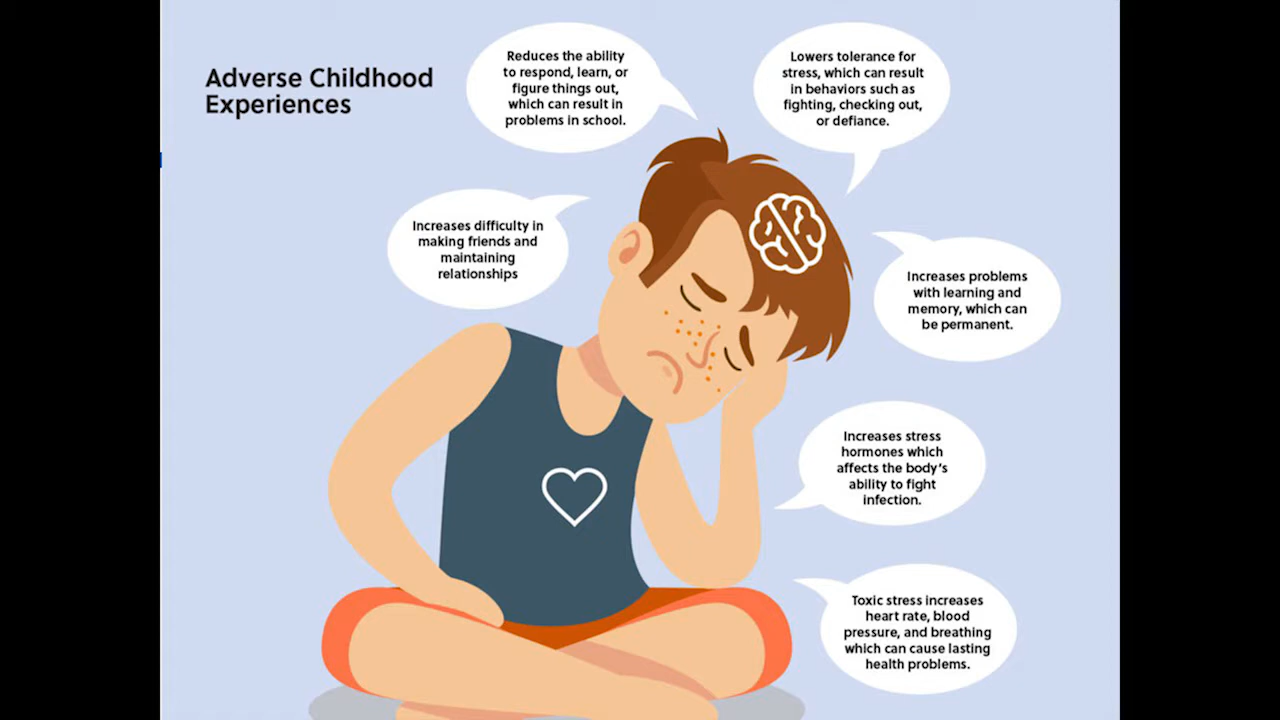 Adverse Childhood
Experiences
Reduces the ability
to respond, learn, or
figure things out,
which can result in
problems in school.
Lowers tolerance for
stress, which can result
in behaviors such as
fighting, checking out,
or defiance.
Increases difficulty in
making friends and
maintaining
relationships
Increases problems
with learning and
memory, which can
be permanent.
Increases stress
hormones which
affects the body's
ability to fight
infection.
Toxic stress increases
heart rate, blood
pressure, and breathing
which can cause lasting
health problems.